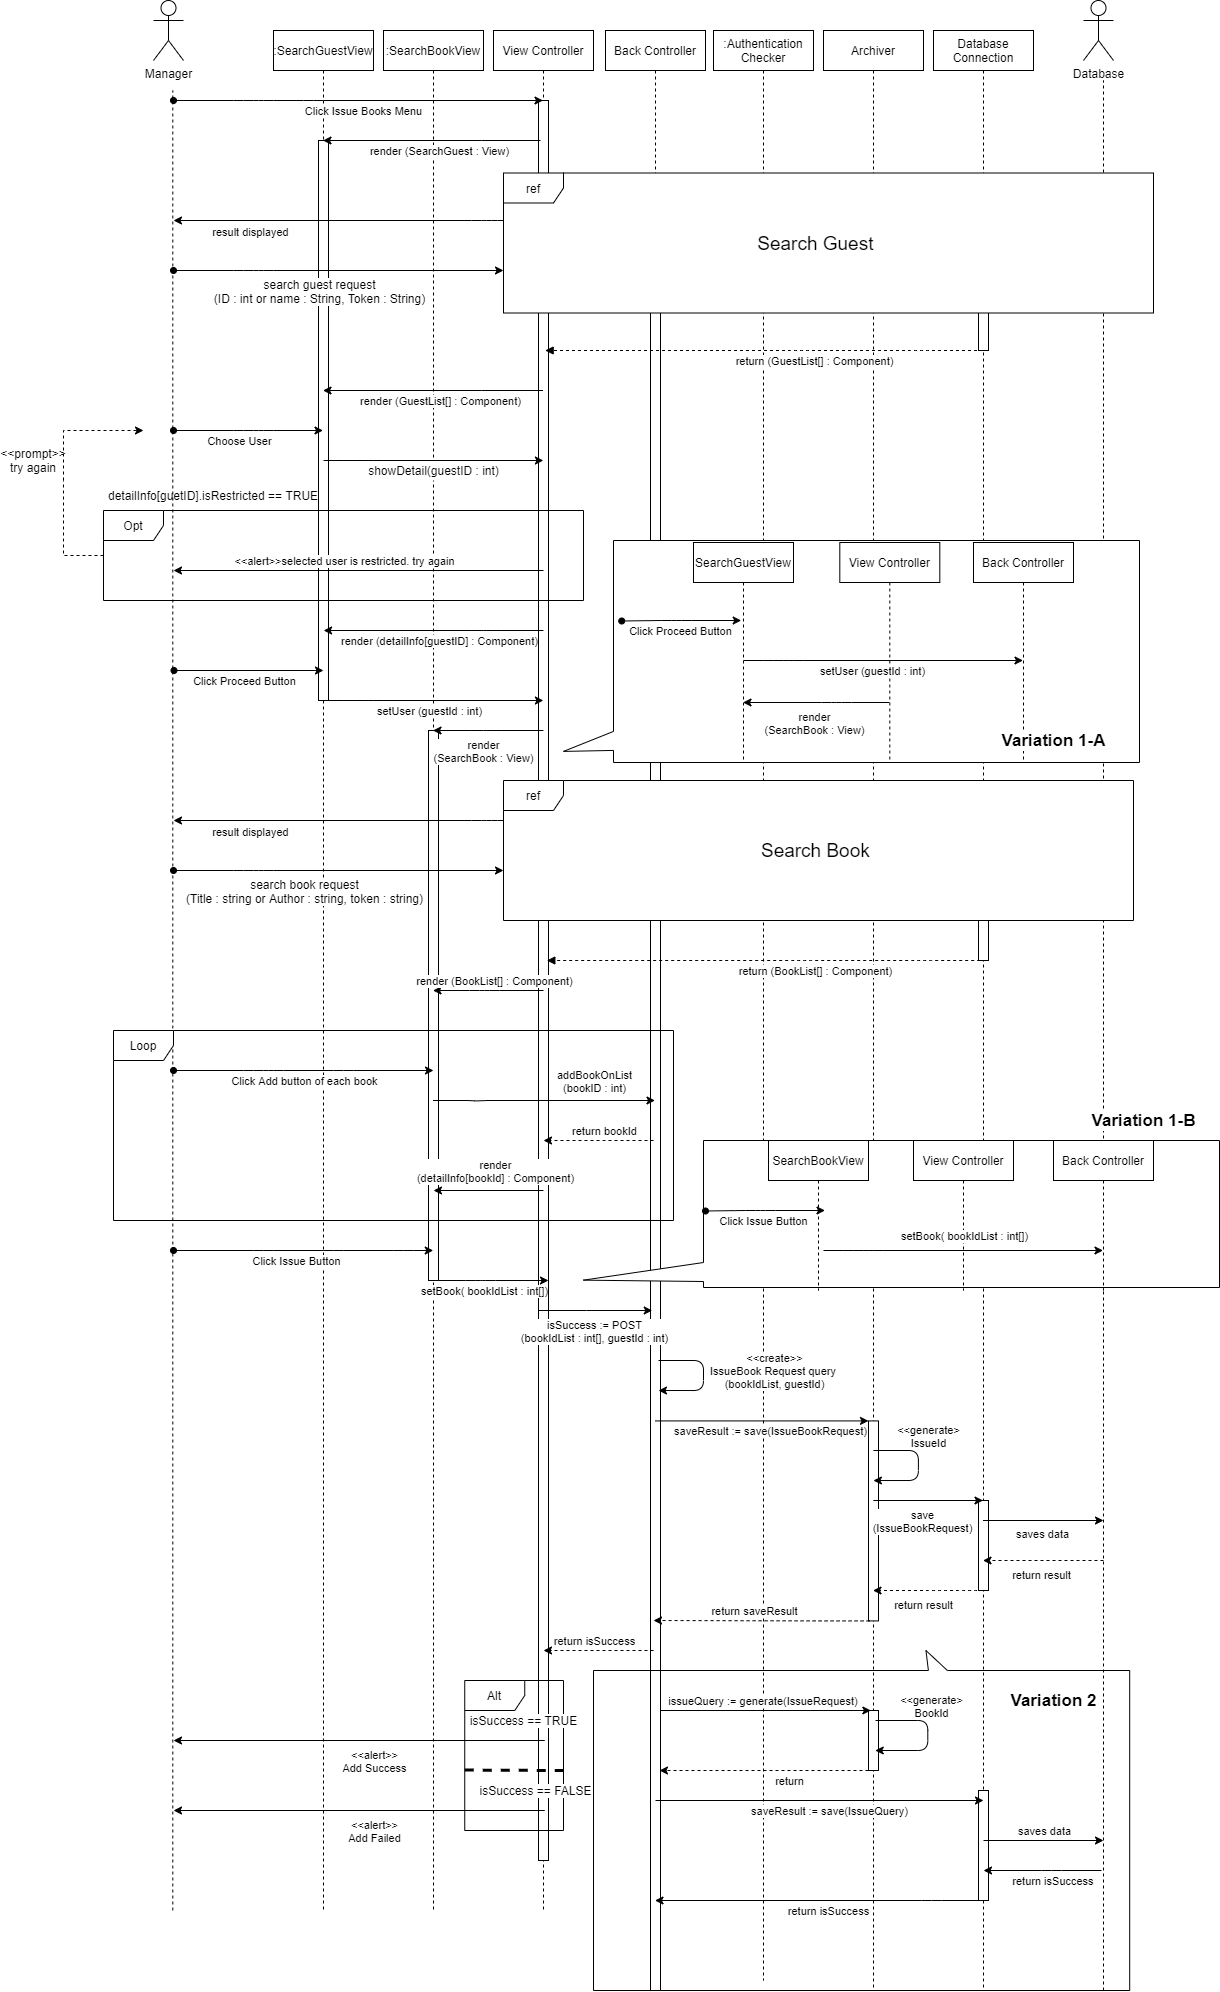 Manager
:SearchGuestView
:SearchBookView
View Controller
Back Controller
:Authentication
Checker
Archiver
Database
Connection
Database
Click Issue Books Menu
render (SearchGuest : View)
ref
Search Guest
result displayed
search guest request
(ID : int or name : String, Token : String)
return (GuestList[] : Component)
render (GuestList[] : Component)
Choose User
<<prompt>>
try again
showDetail(guestID : int)
detailInfo[guetID].isRestricted == TRUE
Opt
<<alert>>selected user is restricted. try again
SearchGuestView
View Controller
Back Controller
Click Proceed Button
setUser (guestId : int)
render
(SearchBook : View)
Variation 1-A
render (detailInfo[guestID] : Component)
Click Proceed Button
setUser (guestId : int)
render
(SearchBook : View)
ref
Search Book
result displayed
search book request
(Title : string or Author : string, token : string)
return (BookList[] : Component)
render (BookList[] : Component)
Loop
Click Add button of each book
addBookOnList
(bookID : int)
return bookId
render
(detailInfo[bookId] : Component)
Variation 1-B
SearchBookView
View Controller
Back Controller
Click Issue Button
setBook( bookIdList : int[])
Click Issue Button
setBook( bookIdList : int[])
isSuccess := POST
(bookIdList : int[], guestId : int)
<<create>>
IssueBook Request query
(bookIdList, guestId)
saveResult := save(IssueBookRequest)
<<generate>
IssueId
save
(IssueBookRequest)
saves data
return result
return result
return saveResult
return isSuccess
Alt
isSuccess == TRUE
<<alert>>
Add Success
isSuccess == FALSE
<<alert>>
Add Failed
Variation 2
issueQuery := generate(IssueRequest)
<<generate>
BookId
return
saveResult := save(IssueQuery)
saves data
return isSuccess
return isSuccess